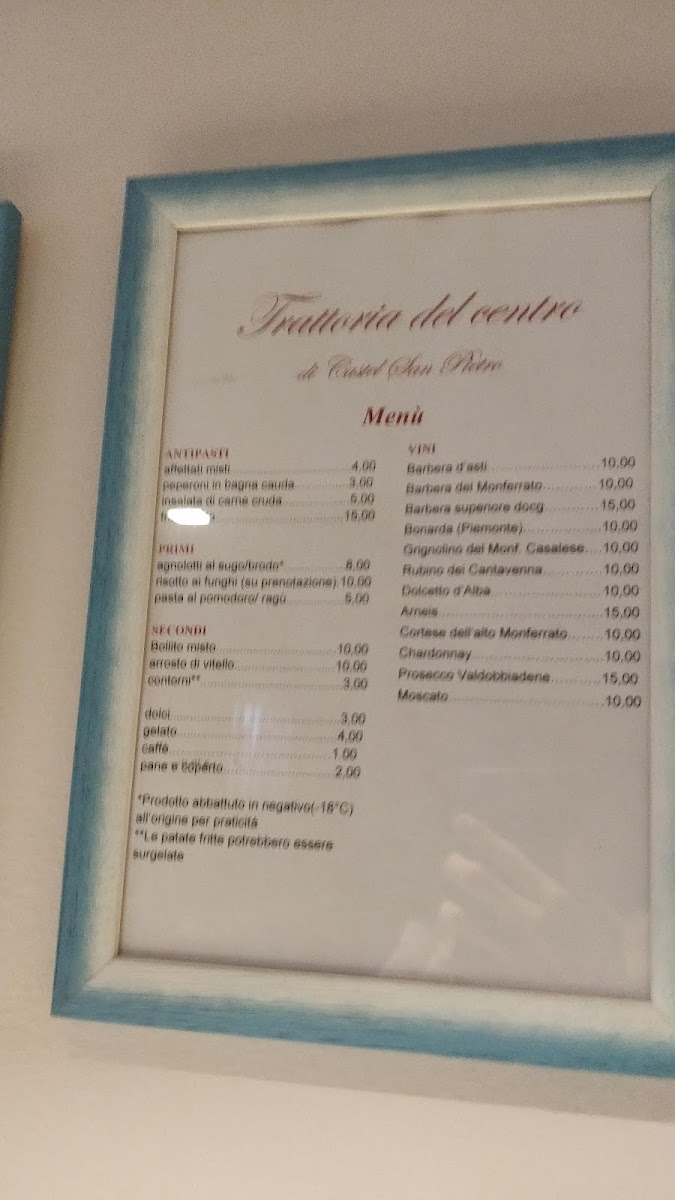 Trattoria del centro
di Castel San Pietro
Menù
ANTIPASTI
affettati misti 4,00
peperoni in bagna cauda 3,00
insalata di carne cruda 5,00
15,00
PRIMI
agnolotti al sugo/brodo* 8,00
risotto ai funghi (su prenotazione) 10,00
pasta al pomodoro/ ragù 5,00
SECONDI
Bollito misto 10,00
arrosto di vitello 10,00
contorni** 3,00
dolci 3,00
gelato 4,00
caffè 1,00
pane e coperto 2,00
*Prodotto abbattuto in negativo(-18°C)
all'origine per praticità
**Le patate fritte potrebbero essere
surgelate
VINI
Barbera d'asti 10,00
Barbera del Monferrato 10,00
Barbera superiore docg 15,00
Bonarda (Piemonte) 10,00
Grignolino del Monf. Casalese 10,00
Rubino del Cantavenna 10,00
Dolcetto d'Alba 10,00
Arneis 15,00
Cortese dell'alto Monferrato 10,00
Chardonnay 10,00
Prosecco Valdobbiadene 15,00
Moscato 10,00